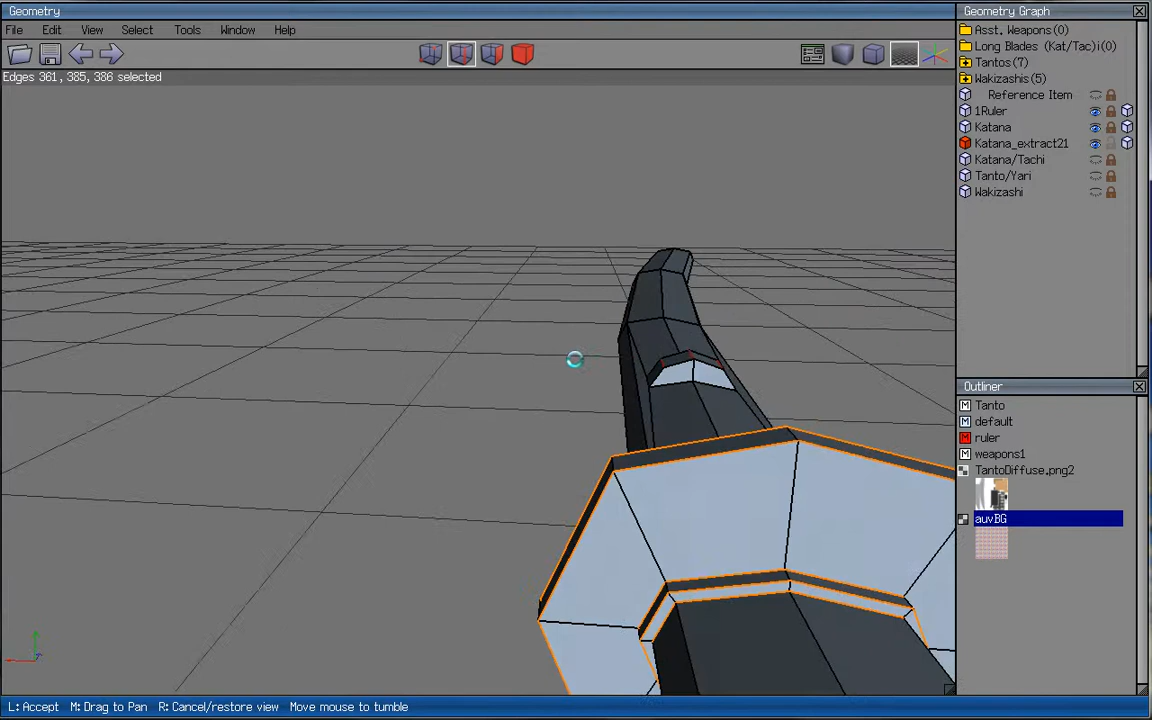 Geometry
File Edit View Select Tools Window Help
Edges 361, 385, 386 selected
Geometry Graph
Asst. Weapons(0)
Long Blades (Kat/Tac)i(0)
Tantos(7)
Wakizashis(5)
Reference Item
1Ruler
Katana
Katana_extract21
Katana/Tachi
Tanto/Yari
Wakizashi
Outliner
M Tanto
M default
M ruler
M weapons1
TantoDiffuse.png2
auvBG
L: Accept M: Drag to Pan R: Cancel/restore view Move mouse to tumble